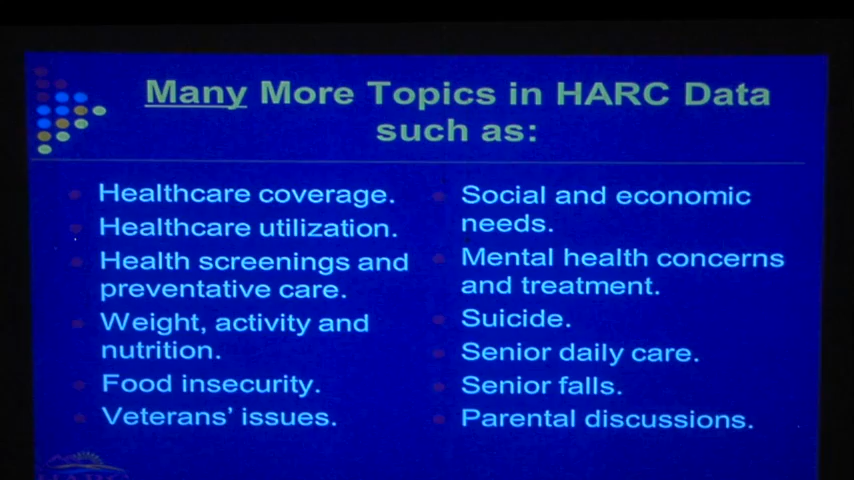 Many More Topics in HARC Data
such as:
Healthcare coverage.
Healthcare utilization.
Health screenings and
preventative care.
Weight, activity and
nutrition.
Food insecurity.
Veterans’ issues.
Social and economic
needs.
Mental health concerns
and treatment.
Suicide.
Senior daily care.
Senior falls.
Parental discussions.
HARC